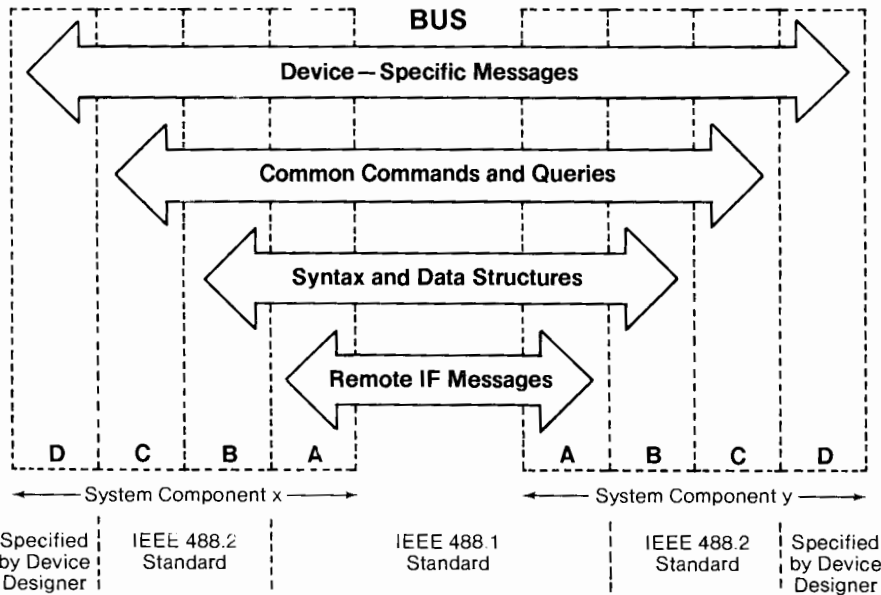 BUS
Device—Specific Messages
Common Commands and Queries
Syntax and Data Structures
Remote IF Messages
D C B A A B C D
System Component x System Component y
Specified by Device Designer
IEEE 488.2 Standard
IEEE 488.1 Standard
IEEE 488.2 Standard
Specified by Device Designer